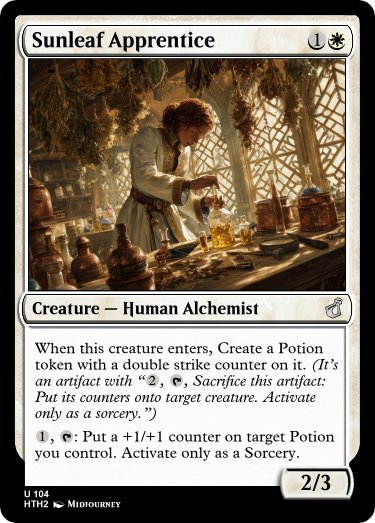 Sunleaf Apprentice 1
Creature — Human Alchemist
When this creature enters, Create a Potion
token with a double strike counter on it. (It's
an artifact with “2, , Sacrifice this artifact:
Put its counters onto target creature. Activate
only as a sorcery.”)
1, : Put a +1/+1 counter on target Potion
you control. Activate only as a Sorcery.
2/3
U 104
HTH2 Midjourney